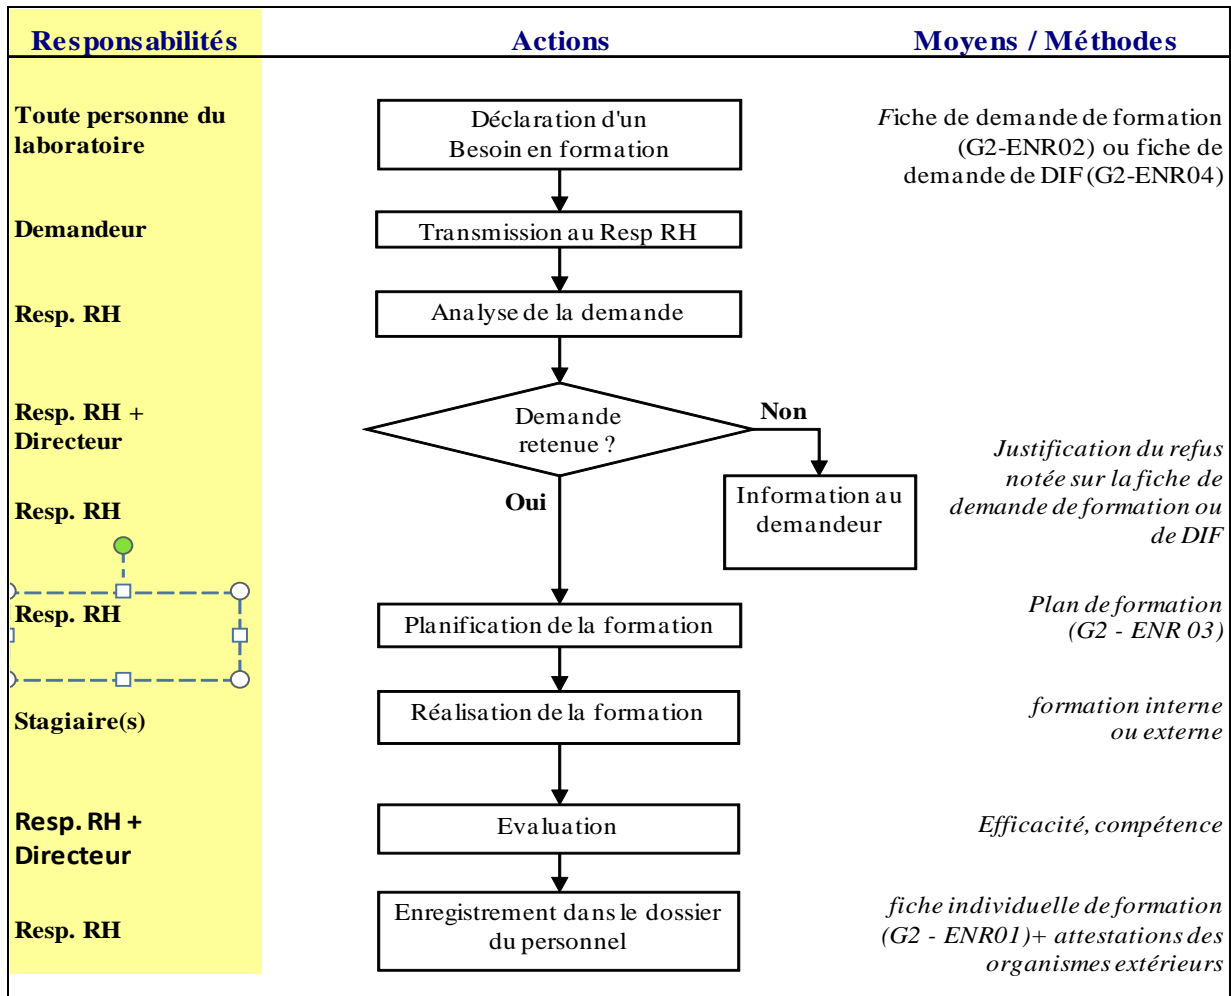 Responsabilités
Actions
Moyens / Méthodes
Toute personne du
laboratoire
Déclaration d'un
Besoin en formation
Fiche de demande de formation
(G2-ENR02) ou fiche de
demande de DIF (G2-ENR04)
Demandeur
Transmission au Resp RH
Resp. RH
Analyse de la demande
Resp. RH +
Directeur
Demande
retenue ?
Non
Oui
Resp. RH
Information au
demandeur
Justification du refus
notée sur la fiche de
demande de formation ou
de DIF
Resp. RH
Planification de la formation
Plan de formation
(G2 - ENR 03)
Stagiaire(s)
Réalisation de la formation
formation interne
ou externe
Resp. RH +
Directeur
Evaluation
Efficacité, compétence
Resp. RH
Enregistrement dans le dossier
du personnel
fiche individuelle de formation
(G2 - ENR01)+ attestations des
organismes extérieurs